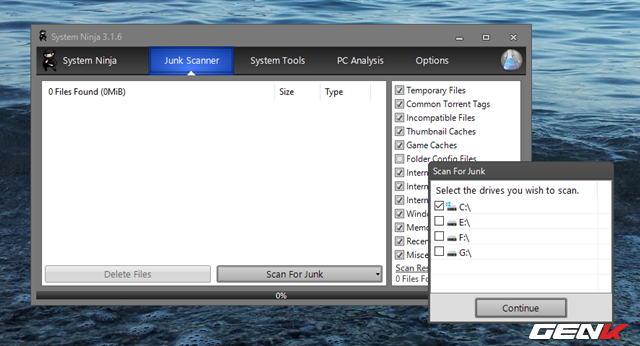 System Ninja 3.1.6
System Ninja
Junk Scanner
System Tools
PC Analysis
Options
0 Files Found (0MiB)
Size
Type
Temporary Files
Common Torrent Tags
Incompatible Files
Thumbnail Caches
Game Caches
Folder Config Files
Intern
Intern
Intern
Windo
Memo
Recen
Misce
Scan Res
0 Files Fo
Delete Files
Scan For Junk
0%
Scan For Junk
Select the drives you wish to scan.
C:\
E:\
F:\
G:\
Continue
GENK